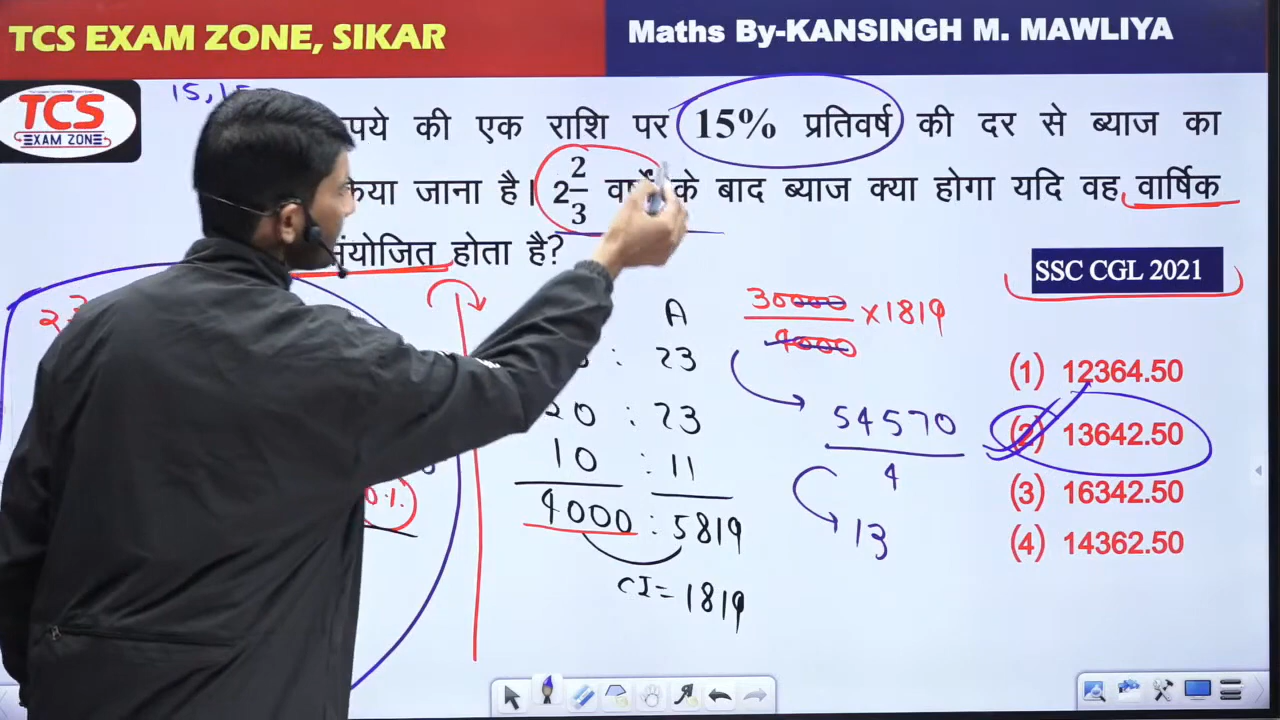 TCS EXAM ZONE, SIKAR
Maths By-KANSINGH M. MAWLIYA
TCS
EXAM ZONE
15, 15
की एक राशि पर 15% प्रतिवर्ष की दर से ब्याज का
जाना है। 2 2/3 वर्षों के बाद ब्याज क्या होगा यदि वह वार्षिक
होता है?
SSC CGL 2021
A
23
20 : 23
10 : 11
4000 : 5819
CI = 1819
30000/4000 x1819
54570/4
13
(1) 12364.50
(2) 13642.50
(3) 16342.50
(4) 14362.50